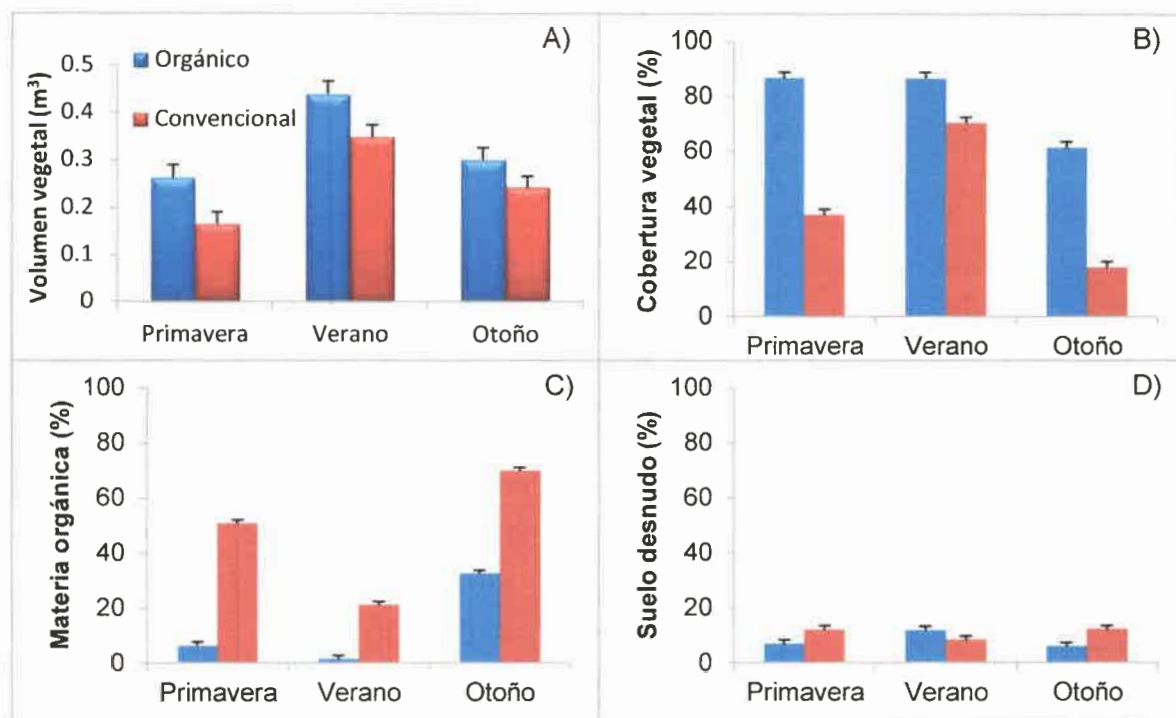 A)
Volumen vegetal (m³)
0.5
0.4
0.3
0.2
0.1
0
Orgánico
Convencional
Primavera Verano Otoño
B)
Cobertura vegetal (%)
100
80
60
40
20
0
Primavera Verano Otoño
C)
Materia orgánica (%)
100
80
60
40
20
0
Primavera Verano Otoño
D)
Suelo desnudo (%)
100
80
60
40
20
0
Primavera Verano Otoño